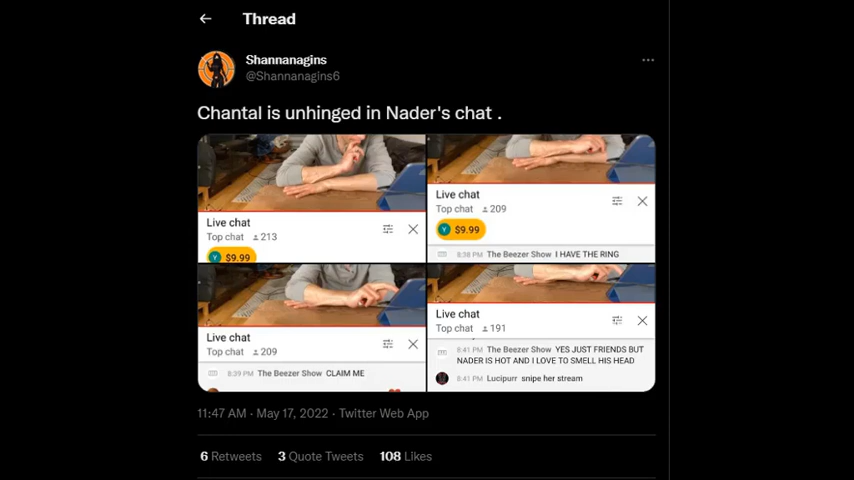 Thread
Shannanagins
@Shannanagins6
Chantal is unhinged in Nader's chat .
Live chat
Top chat 213
Y $9.99
Live chat
Top chat 209
Y $9.99
8:38 PM The Beezer Show I HAVE THE RING
Live chat
Top chat 209
8:39 PM The Beezer Show CLAIM ME
Live chat
Top chat 191
8:41 PM The Beezer Show YES JUST FRIENDS BUT
NADER IS HOT AND I LOVE TO SMELL HIS HEAD
8:41 PM Lucipurr snipe her stream
11:47 AM · May 17, 2022 · Twitter Web App
6 Retweets 3 Quote Tweets 108 Likes